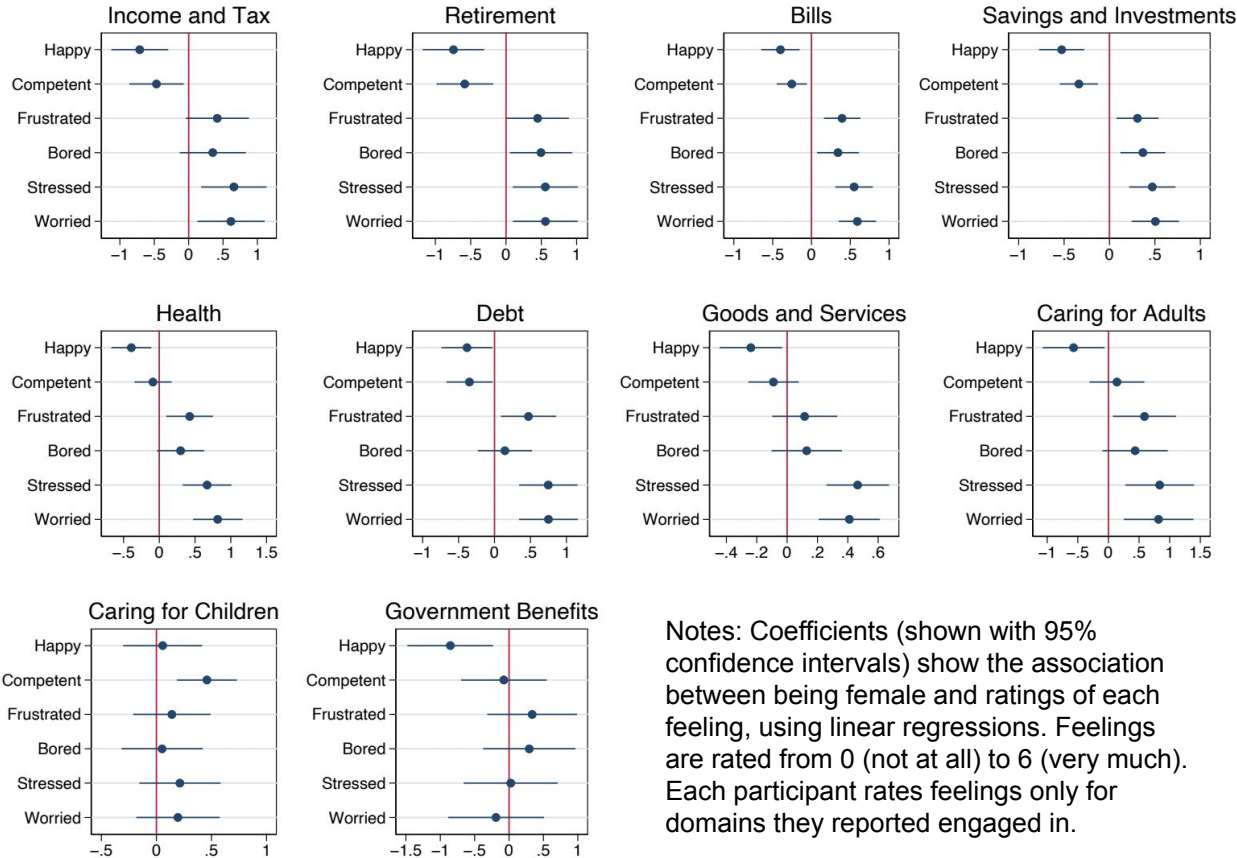 Income and Tax
Happy
Competent
Frustrated
Bored
Stressed
Worried
−1 −.5 0 .5 1
Retirement
Happy
Competent
Frustrated
Bored
Stressed
Worried
−1 −.5 0 .5 1
Bills
Happy
Competent
Frustrated
Bored
Stressed
Worried
−1 −.5 0 .5 1
Savings and Investments
Happy
Competent
Frustrated
Bored
Stressed
Worried
−1 −.5 0 .5 1
Health
Happy
Competent
Frustrated
Bored
Stressed
Worried
−.5 0 .5 1 1.5
Debt
Happy
Competent
Frustrated
Bored
Stressed
Worried
−1 −.5 0 .5 1
Goods and Services
Happy
Competent
Frustrated
Bored
Stressed
Worried
−.4 −.2 0 .2 .4 .6
Caring for Adults
Happy
Competent
Frustrated
Bored
Stressed
Worried
−1 −.5 0 .5 1 1.5
Caring for Children
Happy
Competent
Frustrated
Bored
Stressed
Worried
−.5 0 .5 1
Government Benefits
Happy
Competent
Frustrated
Bored
Stressed
Worried
−1.5 −1 −.5 0 .5 1
Notes: Coefficients (shown with 95%
confidence intervals) show the association
between being female and ratings of each
feeling, using linear regressions. Feelings
are rated from 0 (not at all) to 6 (very much).
Each participant rates feelings only for
domains they reported engaged in.